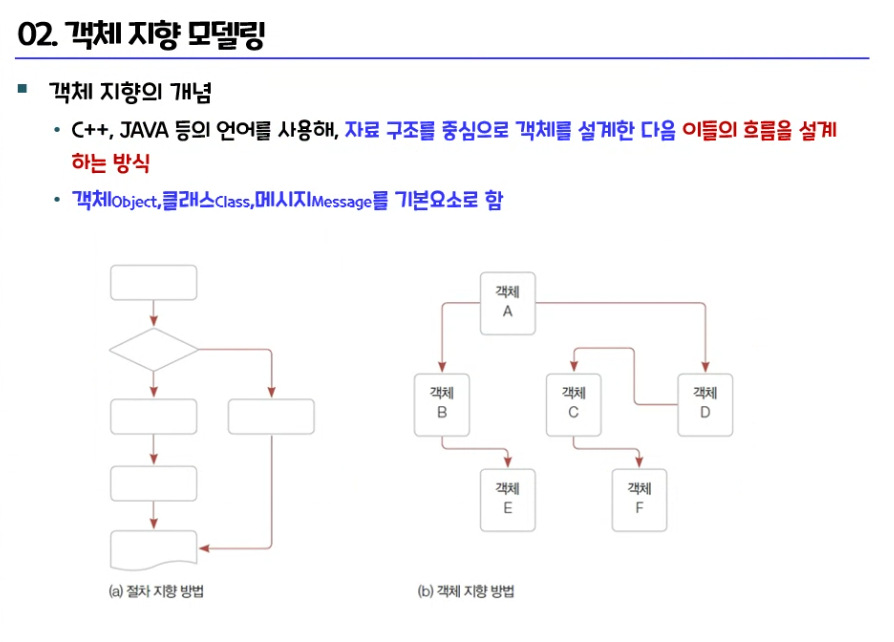 02. 객체 지향 모델링
객체 지향의 개념
C++, JAVA 등의 언어를 사용해, 자료 구조를 중심으로 객체를 설계한 다음 이들의 흐름을 설계
하는 방식
객체Object,클래스Class,메시지Message를 기본요소로 함
객체
A
객체
B
객체
C
객체
D
객체
E
객체
F
(a) 절차 지향 방법
(b) 객체 지향 방법